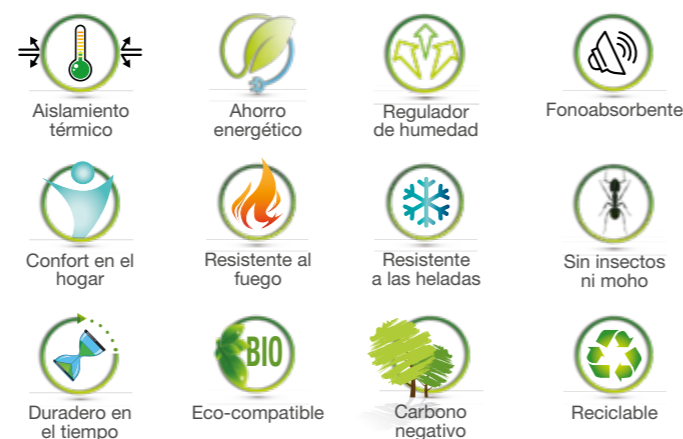 Aislamiento
térmico
Ahorro
energético
Regulador
de humedad
Fonoabsorbente
Confort en el
hogar
Resistente al
fuego
Resistente
a las heladas
Sin insectos
ni moho
Duradero en
el tiempo
BIO
Eco-compatible
Carbono
negativo
Reciclable